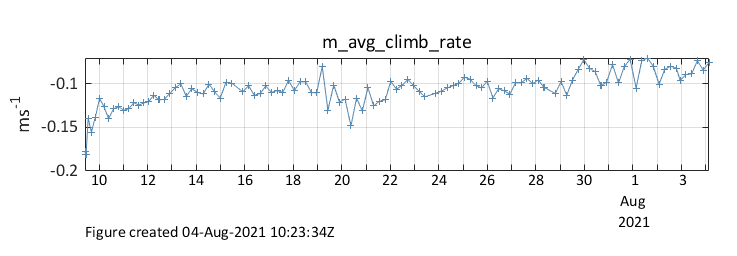 m_avg_climb_rate
ms-1
-0.1
-0.15
-0.2
10 12 14 16 18 20 22 24 26 28 30 1 3
Aug
2021
Figure created 04-Aug-2021 10:23:34Z